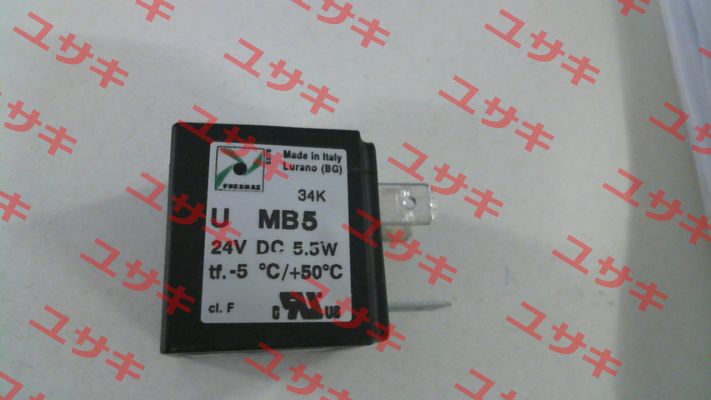 PNEUMAX
Made in Italy
Lurano (BG)
34K
U MB5
24V DC 5.5W
tf. -5 °C/+50°C
cl. F
c UR us
ユサキ